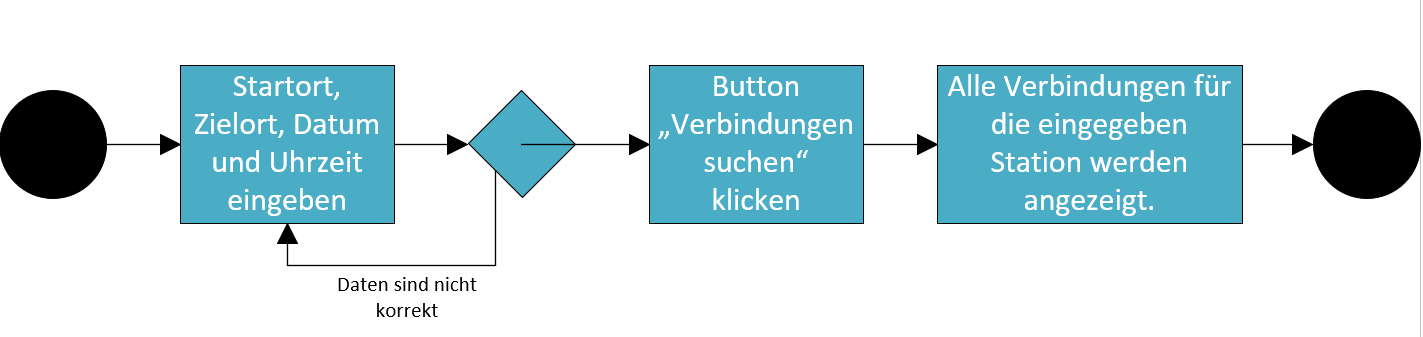 Startort,
Zielort, Datum
und Uhrzeit
eingeben
Button
„Verbindungen
suchen“
klicken
Alle Verbindungen für
die eingegeben
Station werden
angezeigt.
Daten sind nicht
korrekt